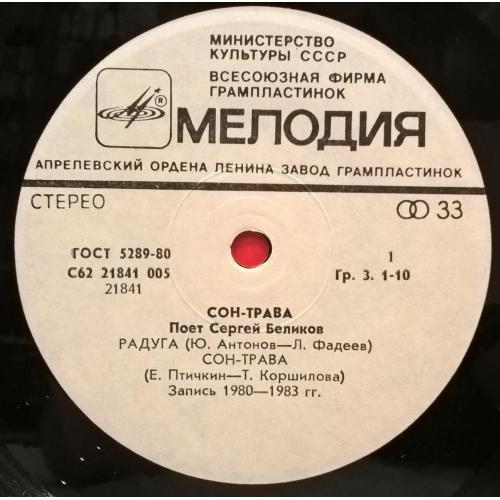 МИНИСТЕРСТВО
КУЛЬТУРЫ СССР
ВСЕСОЮЗНАЯ ФИРМА
ГРАМПЛАСТИНОК
®
МЕЛОДИЯ
АПРЕЛЕВСКИЙ ОРДЕНА ЛЕНИНА ЗАВОД ГРАМПЛАСТИНОК
СТЕРЕО 33
ГОСТ 5289-80 1
С62 21841 005 Гр. 3. 1-10
21841
СОН-ТРАВА
Поет Сергей Беликов
РАДУГА (Ю. Антонов—Л. Фадеев)
СОН-ТРАВА
(Е. Птичкин—Т. Коршилова)
Запись 1980—1983 гг.